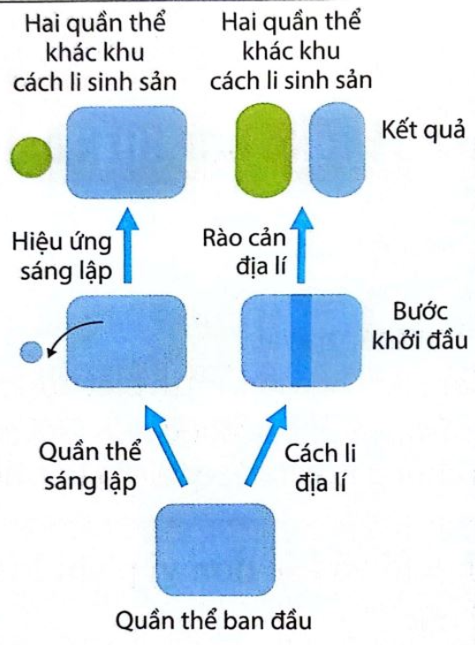 Hai quần thể
khác khu
cách li sinh sản
Hai quần thể
khác khu
cách li sinh sản
Kết quả
Hiệu ứng
sáng lập
Rào cản
địa lí
Bước
khởi đầu
Quần thể
sáng lập
Cách li
địa lí
Quần thể ban đầu